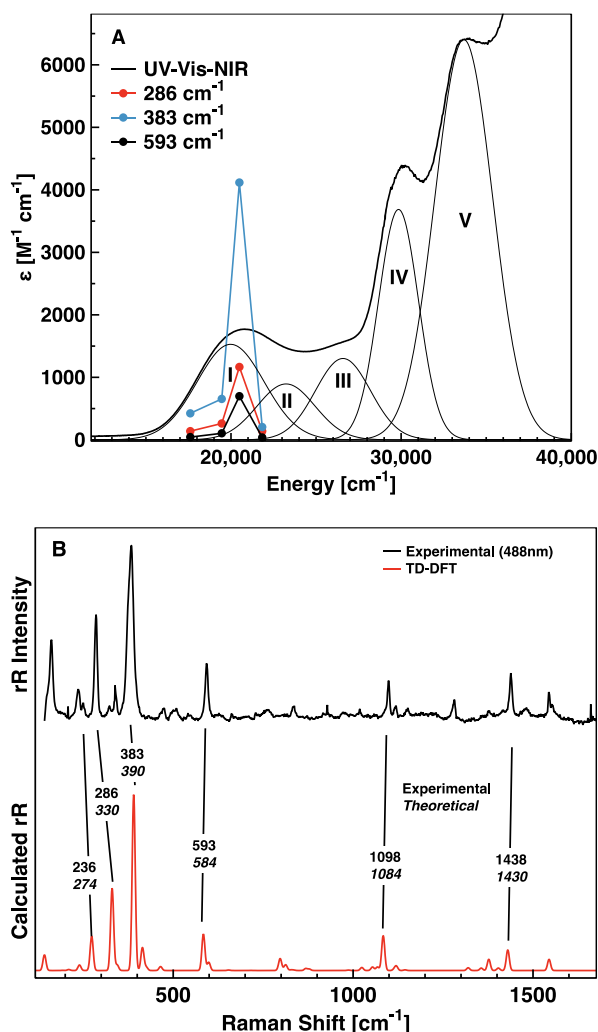 A
UV-Vis-NIR
286 cm⁻¹
383 cm⁻¹
593 cm⁻¹
6000
5000
4000
3000
2000
1000
0
ε [M⁻¹ cm⁻¹]
I
II
III
IV
V
20,000
30,000
40,000
Energy [cm⁻¹]
B
Experimental (488nm)
TD-DFT
rR Intensity
Calculated rR
383
390
286
330
236
274
593
584
Experimental
Theoretical
1098
1084
1438
1430
500
1000
1500
Raman Shift [cm⁻¹]